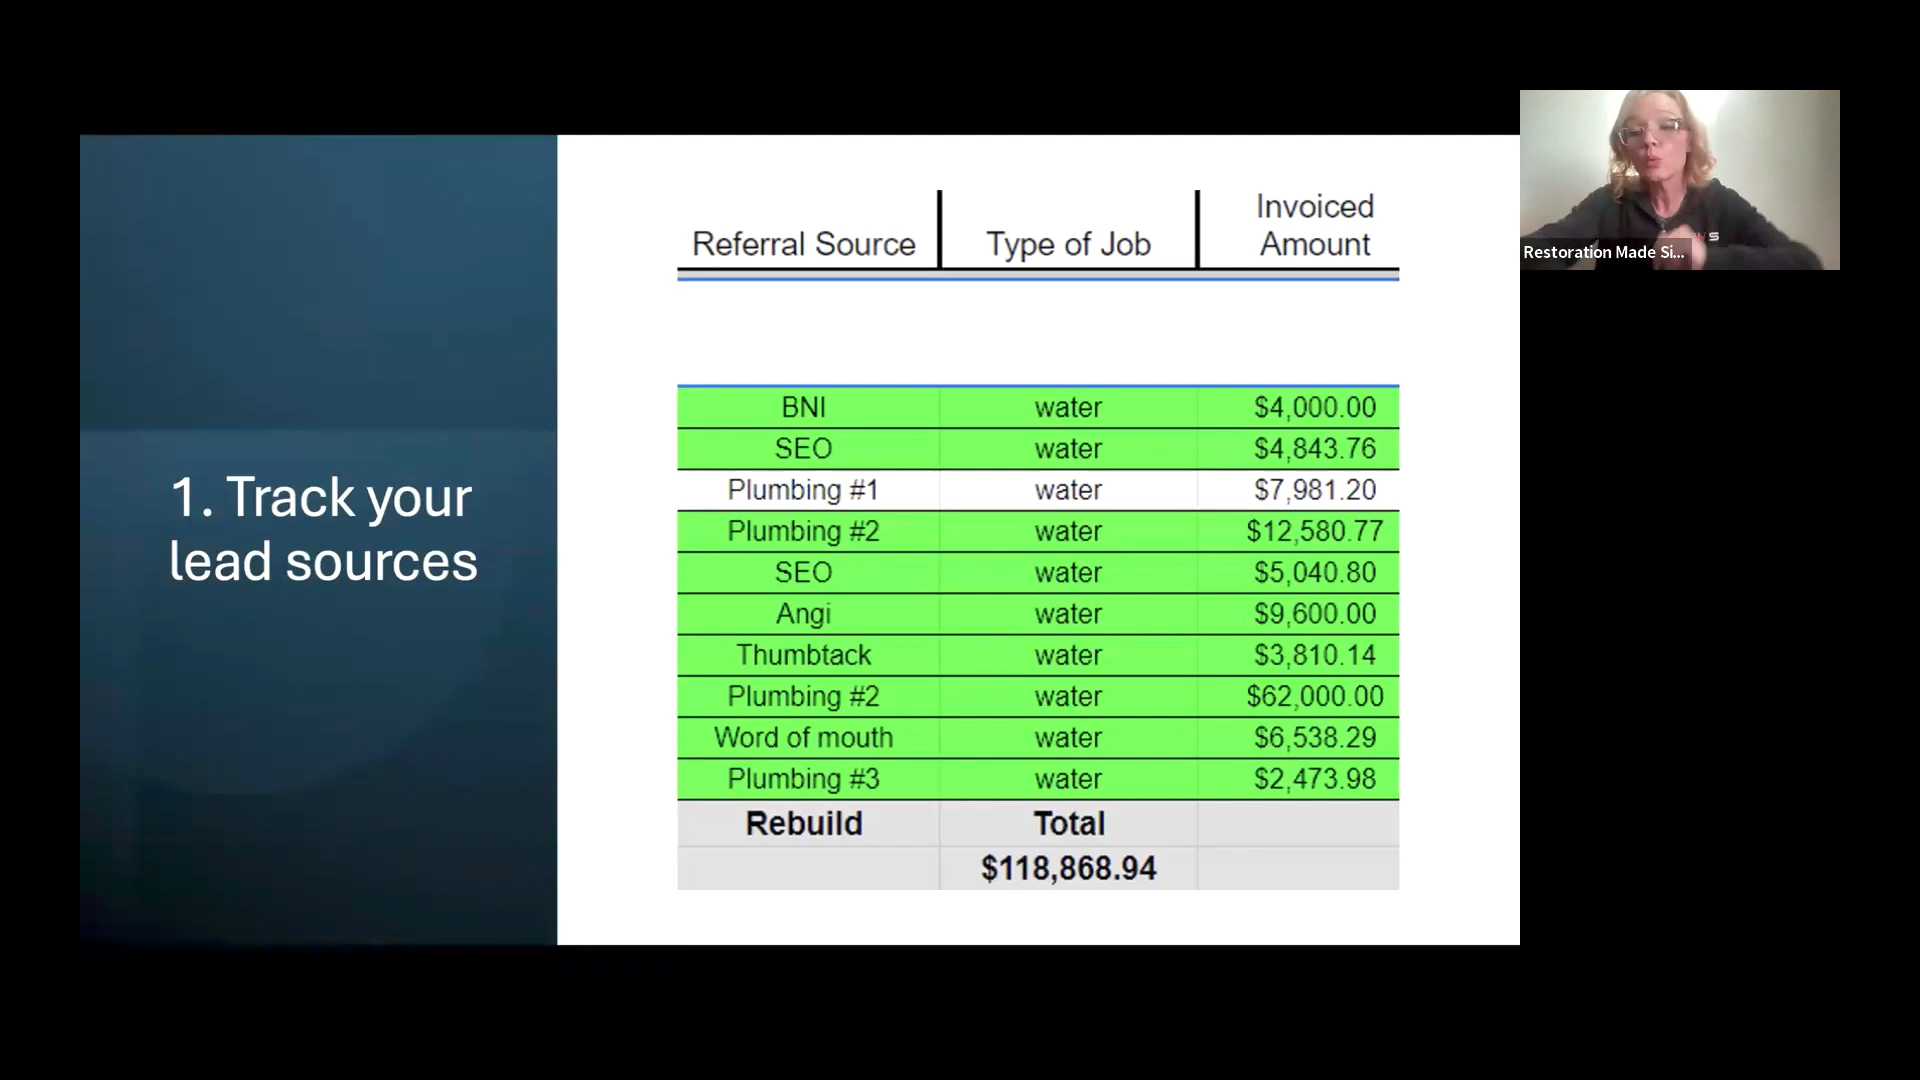 Restoration Made Si...
1. Track your
lead sources
Referral Source Type of Job Invoiced Amount
BNI water $4,000.00
SEO water $4,843.76
Plumbing #1 water $7,981.20
Plumbing #2 water $12,580.77
SEO water $5,040.80
Angi water $9,600.00
Thumbtack water $3,810.14
Plumbing #2 water $62,000.00
Word of mouth water $6,538.29
Plumbing #3 water $2,473.98
Rebuild Total
$118,868.94